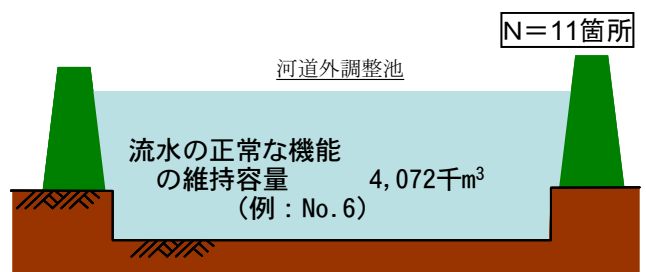 N＝11箇所
河道外調整池
流水の正常な機能
の維持容量　4,072千m³
（例：No.6）